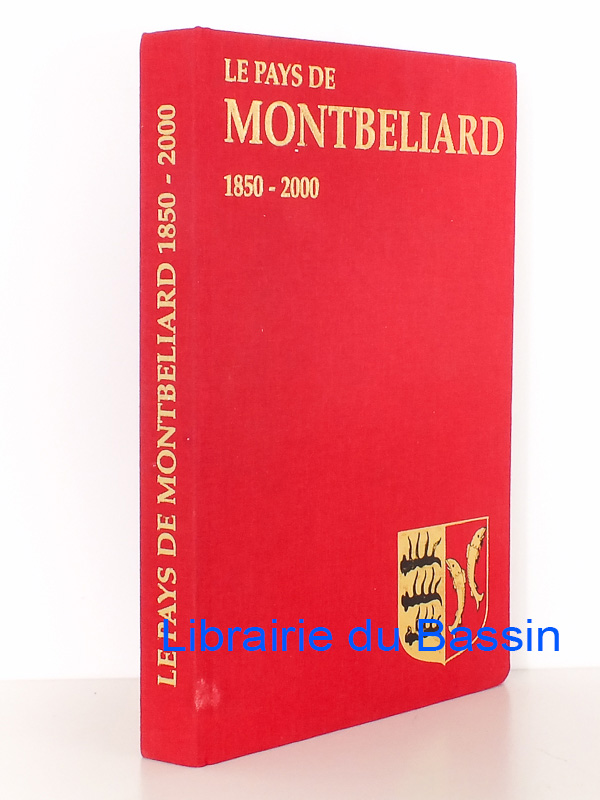 LE PAYS DE
MONTBELIARD
1850 - 2000
LE PAYS DE MONTBELIARD 1850 - 2000
Librairie du Bassin